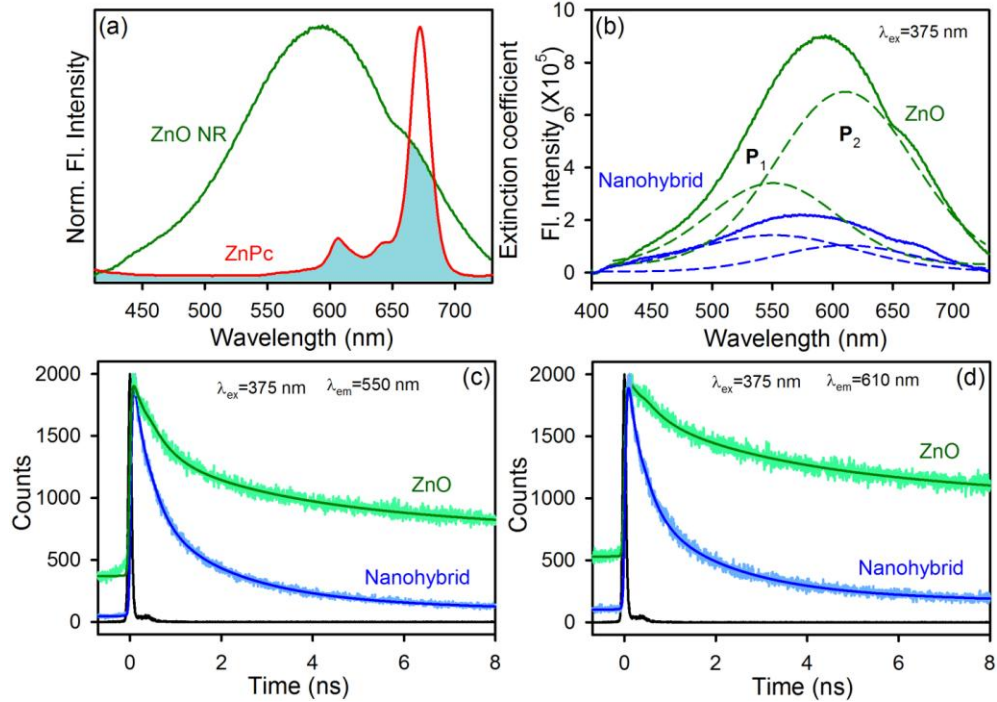 (a)
ZnO NR
ZnPc
Norm. Fl. Intensity
Extinction coefficient
450 500 550 600 650 700
Wavelength (nm)
(b)
λex=375 nm
ZnO
P1
P2
Nanohybrid
Fl. Intensity (X10⁵)
10
8
6
4
2
0
400 450 500 550 600 650 700
Wavelength (nm)
(c)
λex=375 nm λem=550 nm
ZnO
Nanohybrid
Counts
2000
1500
1000
500
0
0 2 4 6 8
Time (ns)
(d)
λex=375 nm λem=610 nm
ZnO
Nanohybrid
Counts
2000
1500
1000
500
0
0 2 4 6 8
Time (ns)